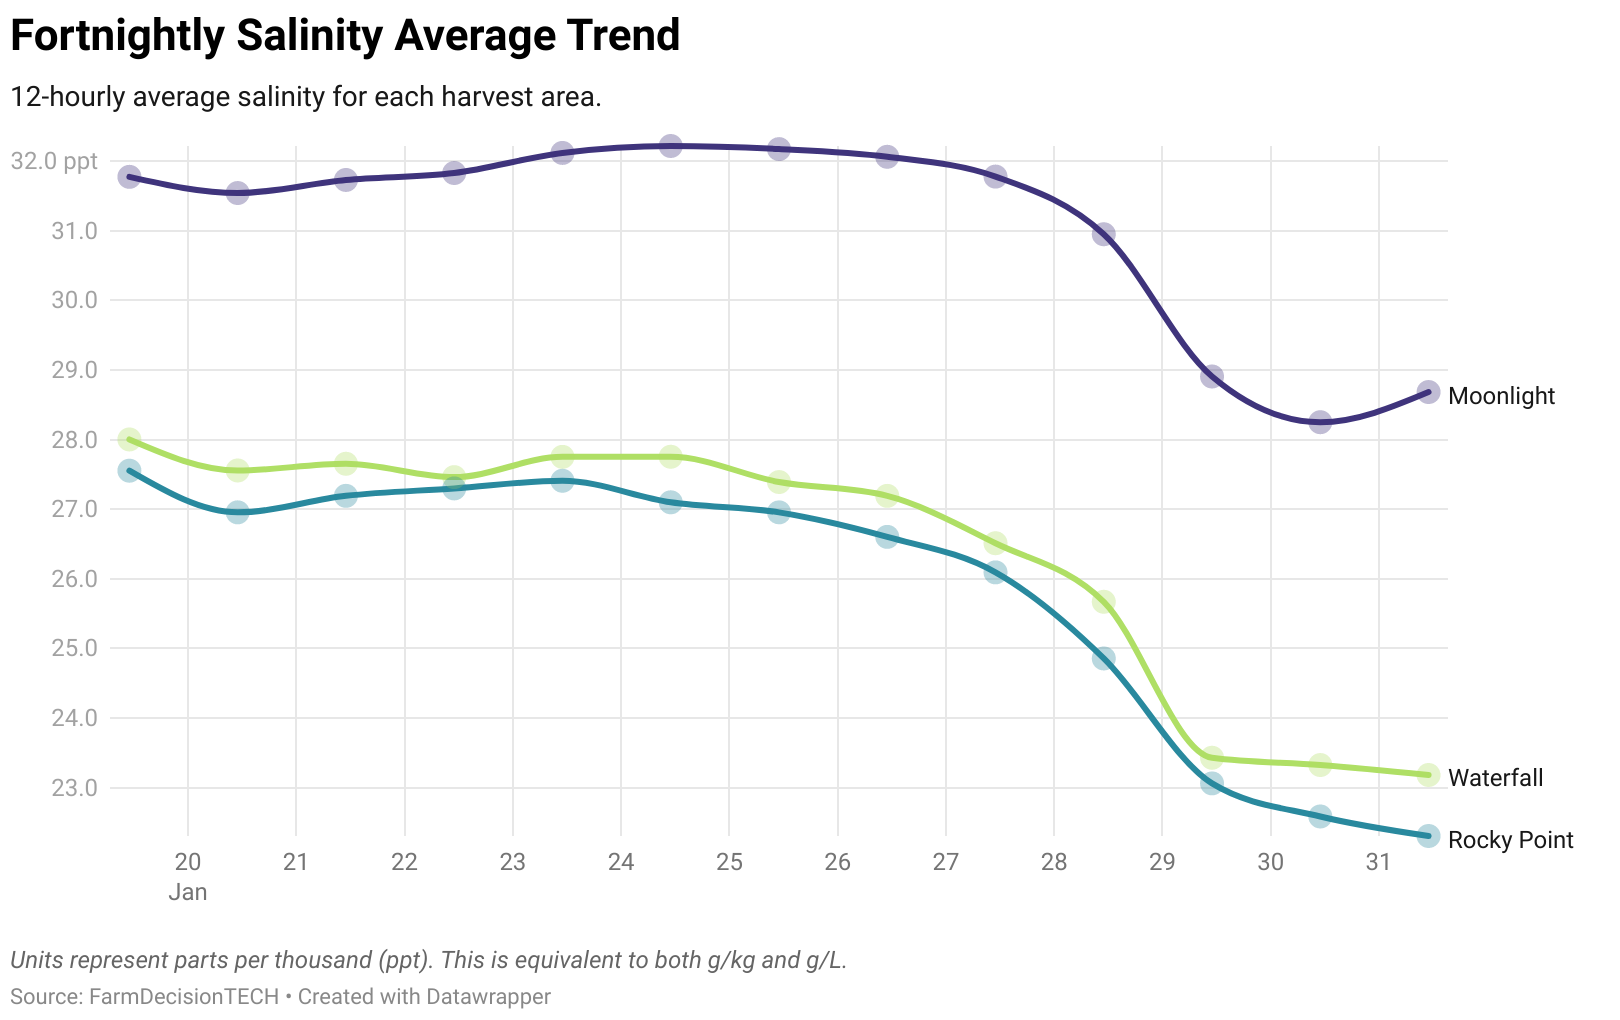 Fortnightly Salinity Average Trend
12-hourly average salinity for each harvest area.
32.0 ppt
31.0
30.0
29.0
Moonlight
28.0
27.0
26.0
25.0
24.0
23.0
Waterfall
Rocky Point
20 21 22 23 24 25 26 27 28 29 30 31
Jan
Units represent parts per thousand (ppt). This is equivalent to both g/kg and g/L.
Source: FarmDecisionTECH • Created with Datawrapper